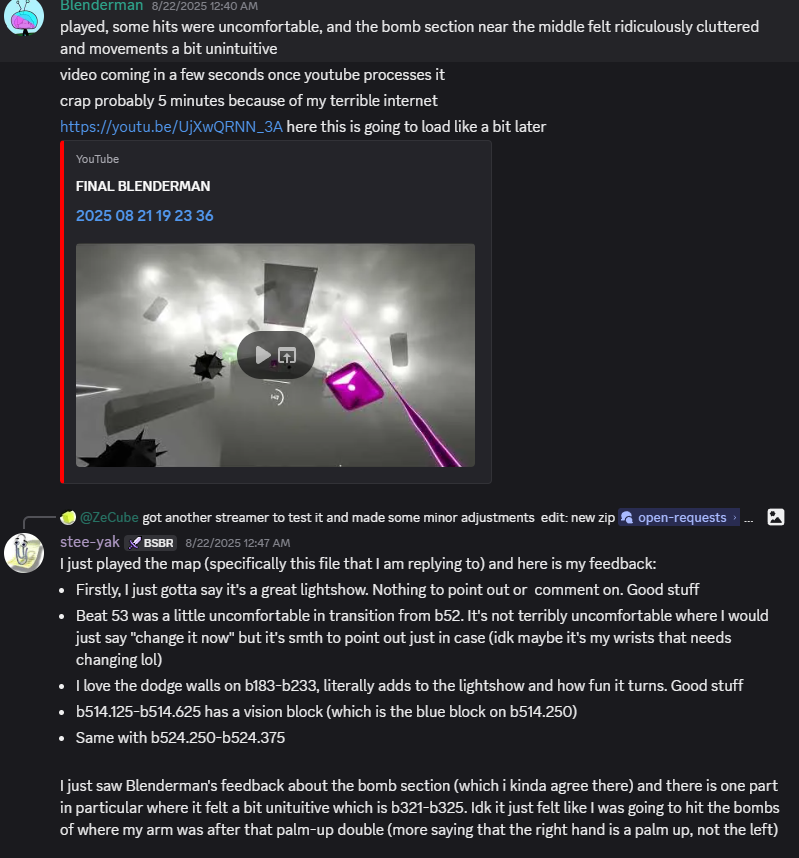 Blenderman 8/22/2025 12:40 AM
played, some hits were uncomfortable, and the bomb section near the middle felt ridiculously cluttered
and movements a bit unintuitive
video coming in a few seconds once youtube processes it
crap probably 5 minutes because of my terrible internet
https://youtu.be/UjXwQRNN_3A here this is going to load like a bit later
YouTube
FINAL BLENDERMAN
2025 08 21 19 23 36
@ZeCube got another streamer to test it and made some minor adjustments edit: new zip open-requests › ...
stee-yak BSBR 8/22/2025 12:47 AM
I just played the map (specifically this file that I am replying to) and here is my feedback:
• Firstly, I just gotta say it's a great lightshow. Nothing to point out or comment on. Good stuff
• Beat 53 was a little uncomfortable in transition from b52. It's not terribly uncomfortable where I would
just say "change it now" but it's smth to point out just in case (idk maybe it's my wrists that needs
changing lol)
• I love the dodge walls on b183-b233, literally adds to the lightshow and how fun it turns. Good stuff
• b514.125-b514.625 has a vision block (which is the blue block on b514.250)
• Same with b524.250-b524.375
I just saw Blenderman's feedback about the bomb section (which i kinda agree there) and there is one part
in particular where it felt a bit unituitive which is b321-b325. Idk it just felt like I was going to hit the bombs
of where my arm was after that palm-up double (more saying that the right hand is a palm up, not the left)